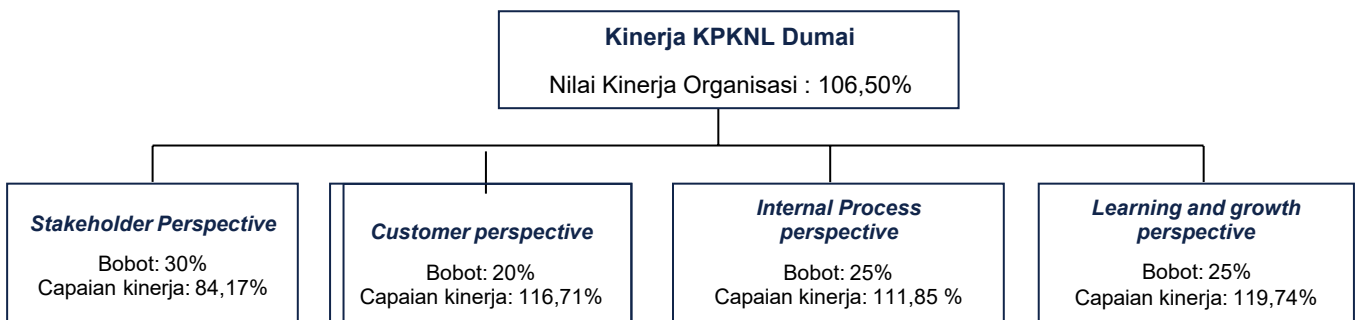 Kinerja KPKNL Dumai
Nilai Kinerja Organisasi : 106,50%
Stakeholder Perspective
Bobot: 30%
Capaian kinerja: 84,17%
Customer perspective
Bobot: 20%
Capaian kinerja: 116,71%
Internal Process
perspective
Bobot: 25%
Capaian kinerja: 111,85 %
Learning and growth
perspective
Bobot: 25%
Capaian kinerja: 119,74%